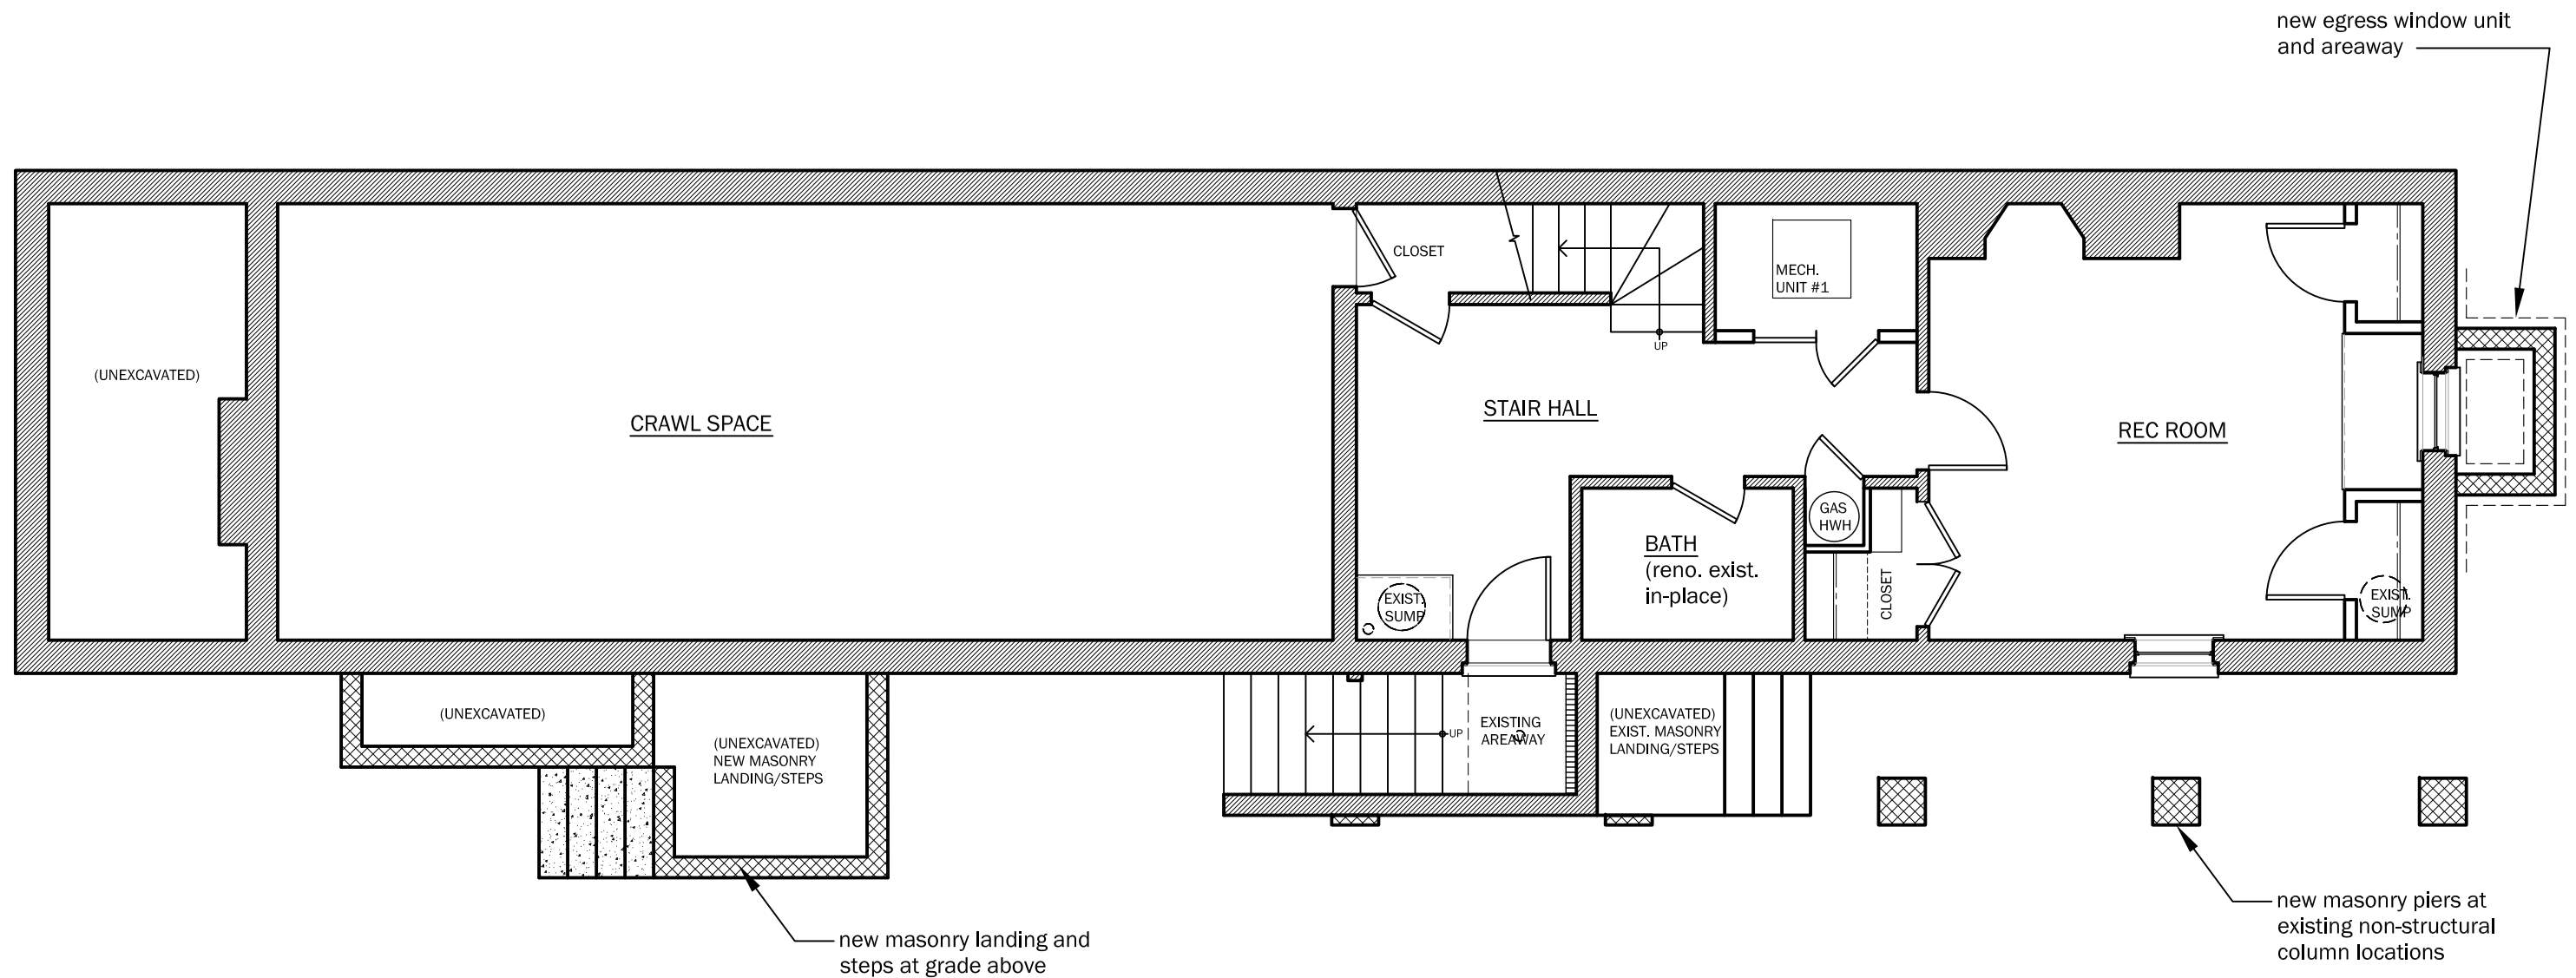 new egress window unit
and areaway
CLOSET
MECH.
UNIT #1
UP
(UNEXCAVATED)
CRAWL SPACE
STAIR HALL
REC ROOM
GAS
HWH
BATH
(reno. exist.
in-place)
CLOSET
EXIST.
SUMP
EXIST.
SUMP
(UNEXCAVATED)
(UNEXCAVATED)
NEW MASONRY
LANDING/STEPS
UP
EXISTING
AREAWAY
(UNEXCAVATED)
EXIST. MASONRY
LANDING/STEPS
new masonry landing and
steps at grade above
new masonry piers at
existing non-structural
column locations